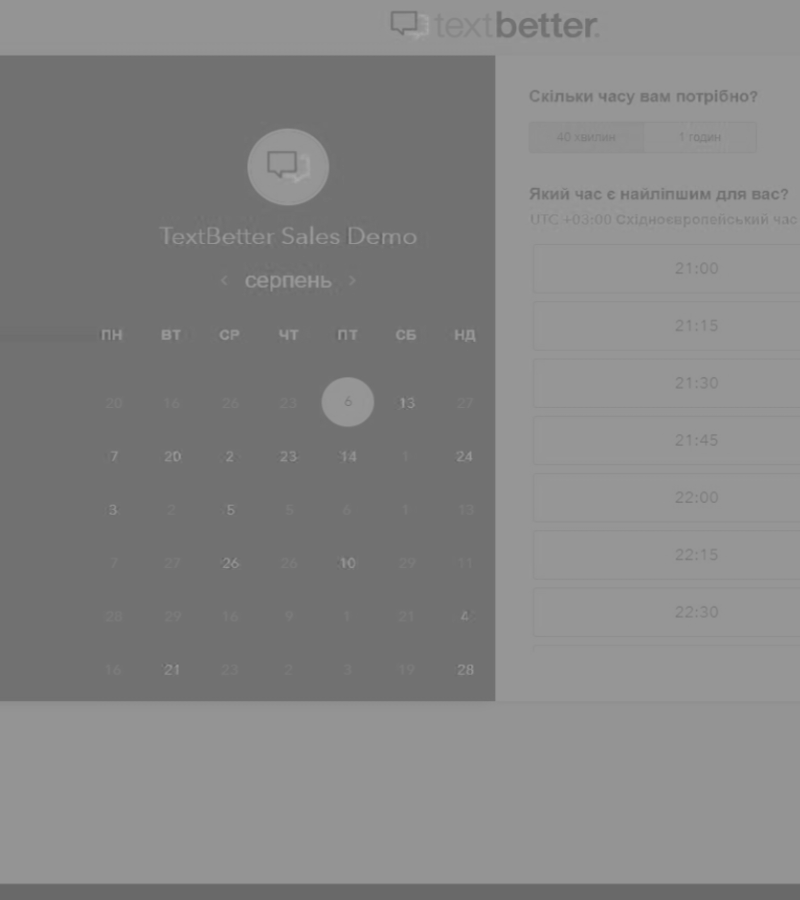 textbetter.
TextBetter Sales Demo
< серпень >
ПН ВТ СР ЧТ ПТ СБ НД
20 16 26 23 6 13 27
7 20 2 23 14 1 24
3 2 5 5 6 1 13
7 27 26 26 10 29 11
28 29 16 9 1 21 4
16 21 23 2 3 19 28
Скільки часу вам потрібно?
40 хвилин 1 годин
Який час є найліпшим для вас?
UTC +03:00 Східноєвропейський час
21:00
21:15
21:30
21:45
22:00
22:15
22:30